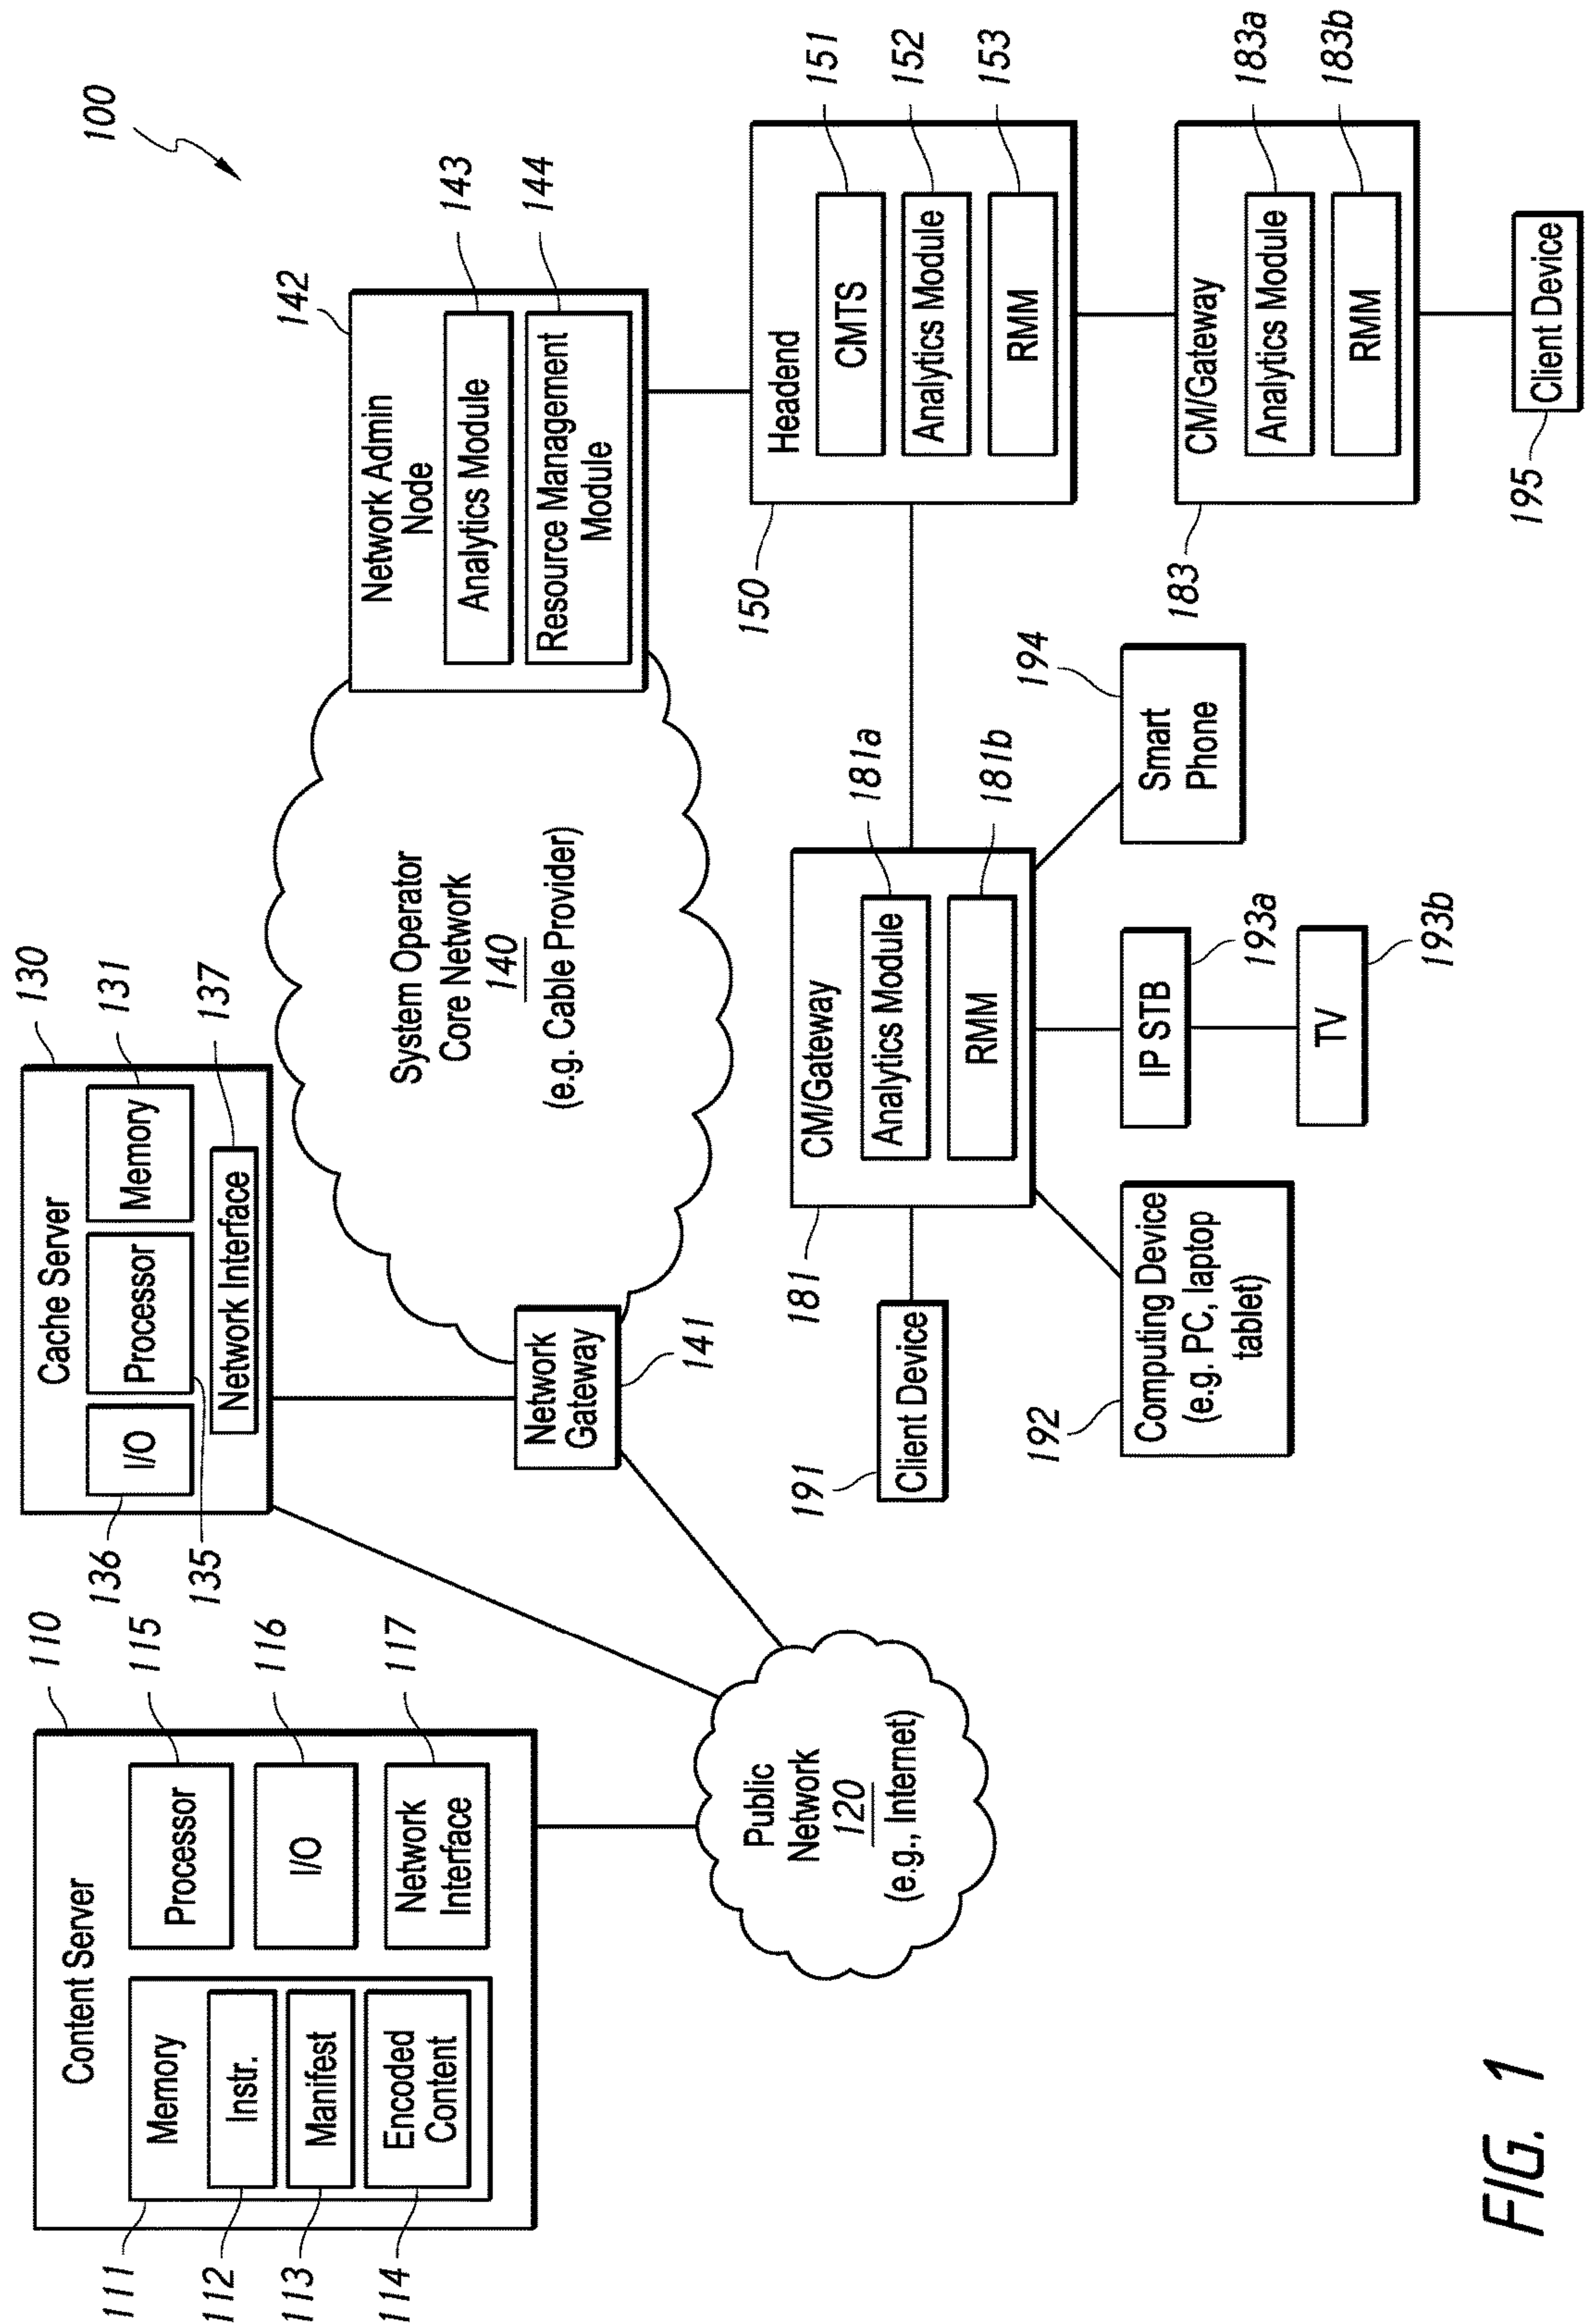 100
110
Content Server
Memory
Instr.
Manifest
Encoded
Content
111
112
113
114
Processor
115
I/O
116
Network
Interface
117
130
Cache Server
I/O
Processor
Memory
131
Network Interface
137
136
135
Public
Network
120
(e.g., Internet)
Network
Gateway
141
System Operator
Core Network
140
(e.g. Cable Provider)
142
Network Admin
Node
Analytics Module
143
Resource Management
Module
144
Headend
150
CMTS
151
Analytics Module
152
RMM
153
CM/Gateway
181
Analytics Module
181a
RMM
181b
CM/Gateway
183
Analytics Module
183a
RMM
183b
Client Device
191
Computing Device
(e.g. PC, laptop
tablet)
192
IP STB
193a
TV
193b
Smart
Phone
194
Client Device
195
FIG. 1